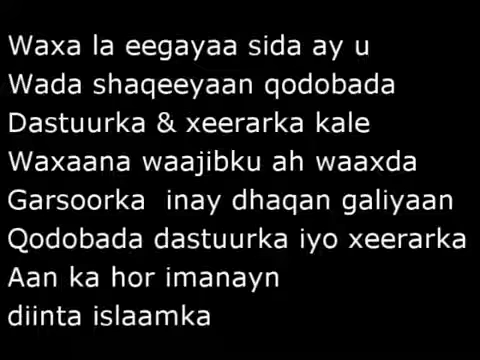 Waxa la eegayaa sida ay u
Wada shaqeeyaan qodobada
Dastuurka & xeerarka kale
Waxaana waajibku ah waaxda
Garsoorka  inay dhaqan galiyaan
Qodobada dastuurka iyo xeerarka
Aan ka hor imanayn
diinta islaamka